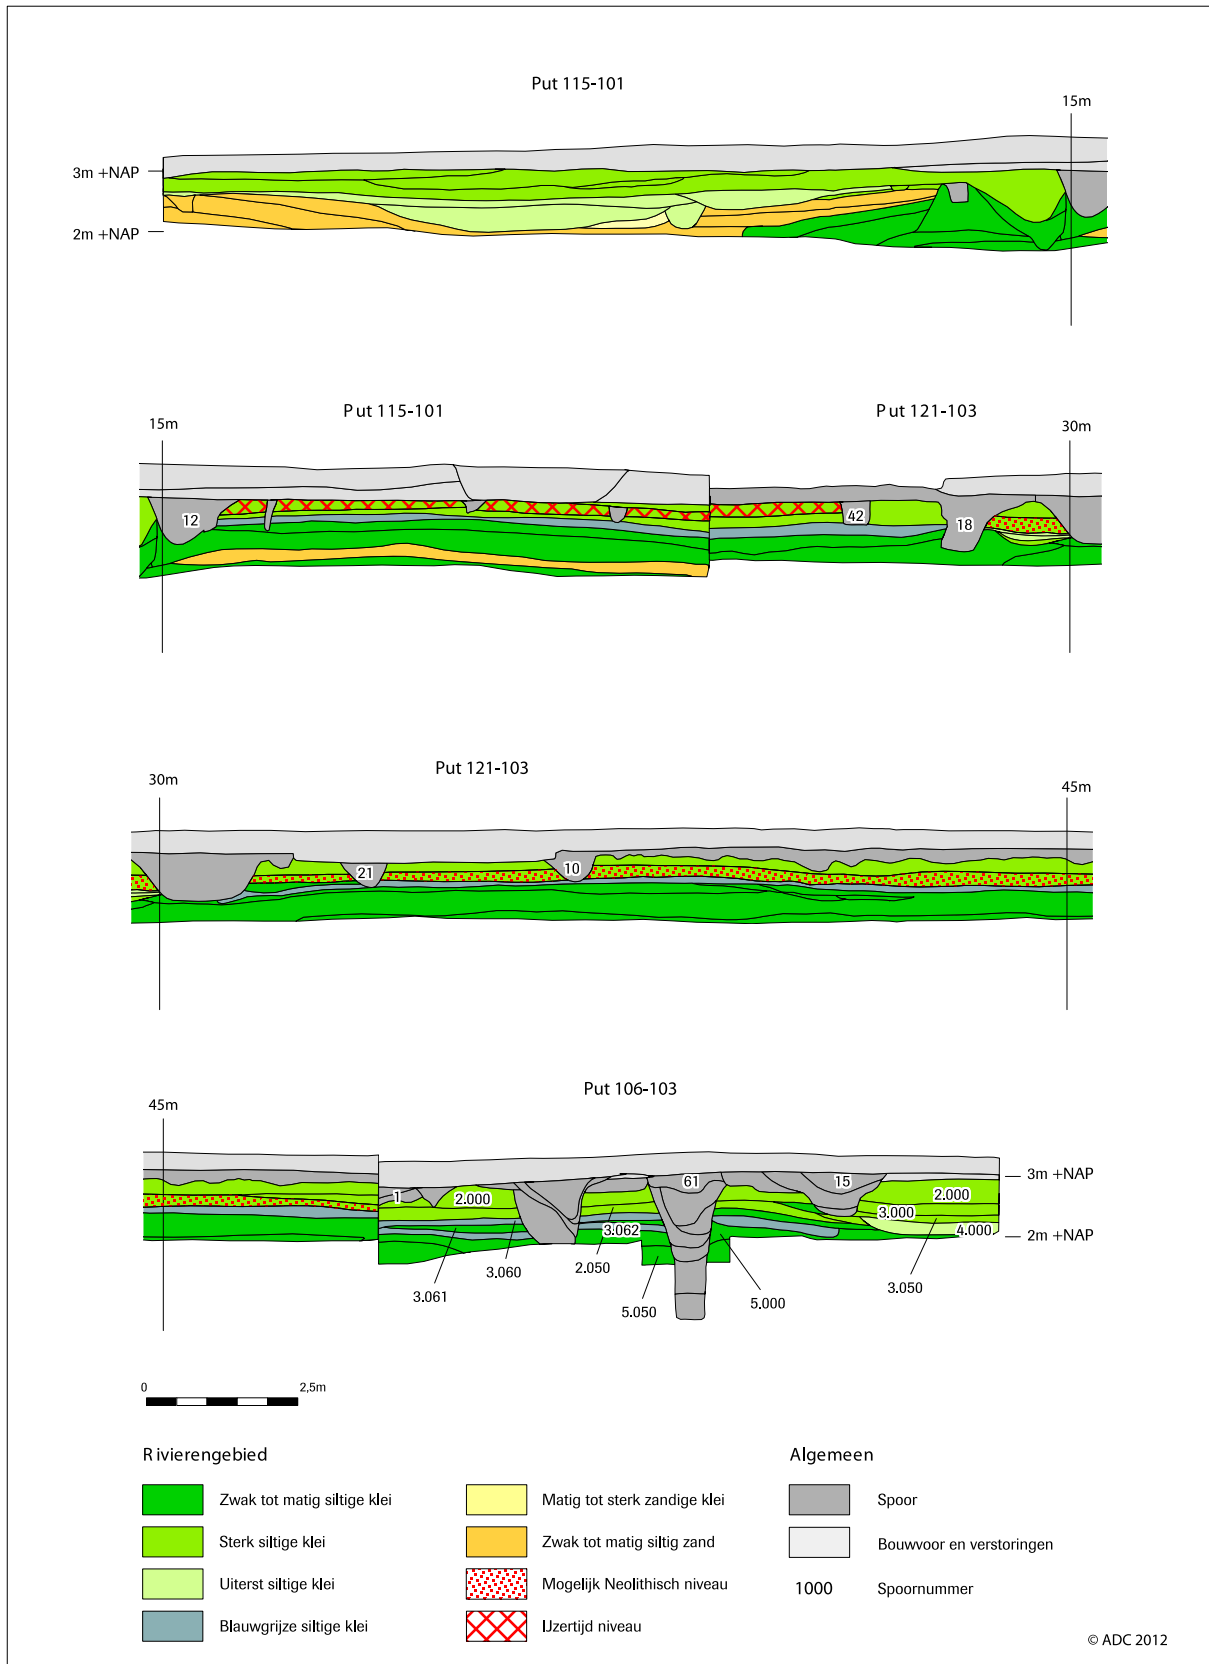 Put 115-101
15m
3m +NAP
2m +NAP
Put 115-101
Put 121-103
15m
30m
12
42
18
Put 121-103
30m
45m
21
10
Put 106-103
45m
3m +NAP
2m +NAP
1
2.000
61
15
2.000
3.000
3.062
4.000
3.061
3.060
2.050
5.050
5.000
3.050
0
2,5m
Rivierengebied
Algemeen
Zwak tot matig siltige klei
Matig tot sterk zandige klei
Spoor
Sterk siltige klei
Zwak tot matig siltig zand
Bouwvoor en verstoringen
Uiterst siltige klei
Mogelijk Neolithisch niveau
1000
Spoornummer
Blauwgrijze siltige klei
IJzertijd niveau
© ADC 2012